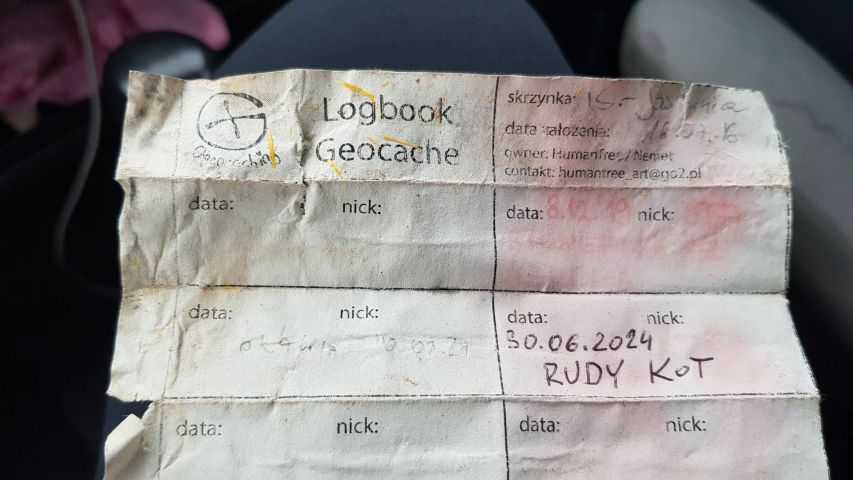 Geocaching
Logbook
Geocache
skrzynka:
data założenia:
owner: HumanTree / Nemet
contakt: humantree_art@go2.pl
data: nick:
data: nick:
data: nick:
data: nick:
30.06.2024
RUDY KOT
data: nick:
data: nick: